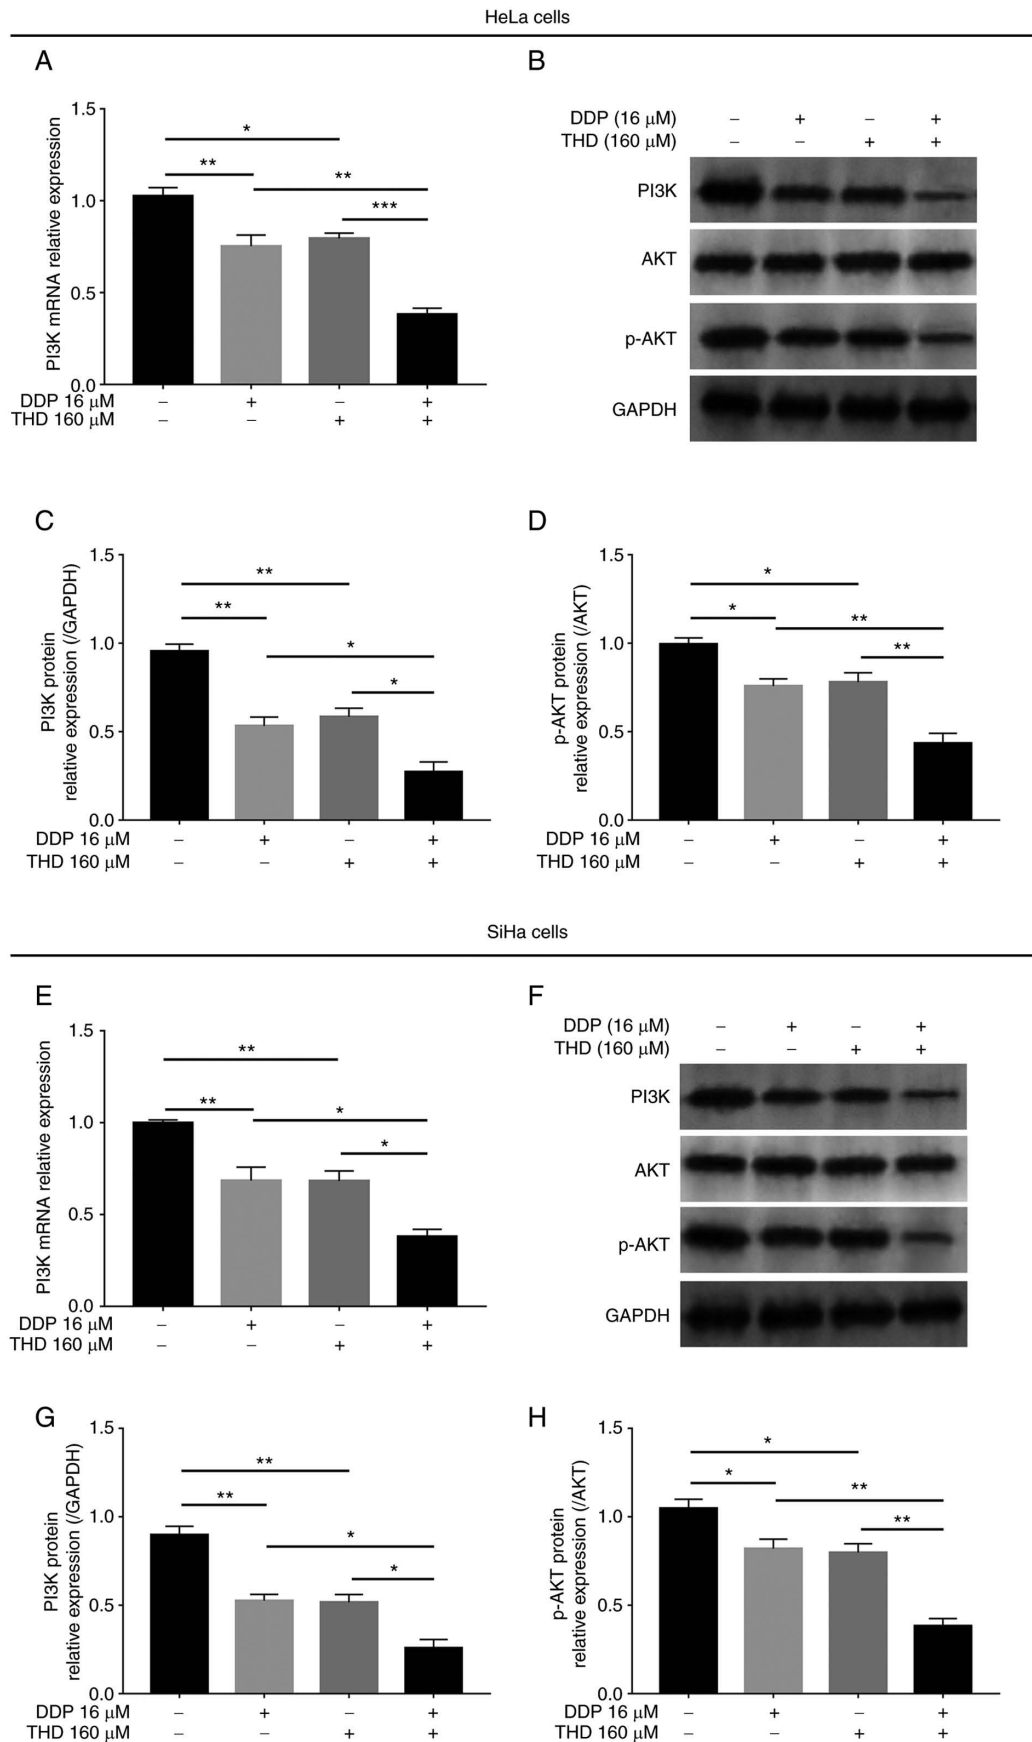 HeLa cells
A
PI3K mRNA relative expression
1.5
1.0
0.5
0.0
*
**
**
***
DDP 16 μM – + – +
THD 160 μM – – + +
B
DDP (16 μM) – + – +
THD (160 μM) – – + +
PI3K
AKT
p-AKT
GAPDH
C
PI3K protein
relative expression (/GAPDH)
1.5
1.0
0.5
0.0
**
**
*
*
DDP 16 μM – + – +
THD 160 μM – – + +
D
p-AKT protein
relative expression (/AKT)
1.5
1.0
0.5
0.0
*
*
**
**
DDP 16 μM – + – +
THD 160 μM – – + +
SiHa cells
E
PI3K mRNA relative expression
1.5
1.0
0.5
0.0
**
**
*
*
DDP 16 μM – + – +
THD 160 μM – – + +
F
DDP (16 μM) – + – +
THD (160 μM) – – + +
PI3K
AKT
p-AKT
GAPDH
G
PI3K protein
relative expression (/GAPDH)
1.5
1.0
0.5
0.0
**
**
*
*
DDP 16 μM – + – +
THD 160 μM – – + +
H
p-AKT protein
relative expression (/AKT)
1.5
1.0
0.5
0.0
*
*
**
**
DDP 16 μM – + – +
THD 160 μM – – + +